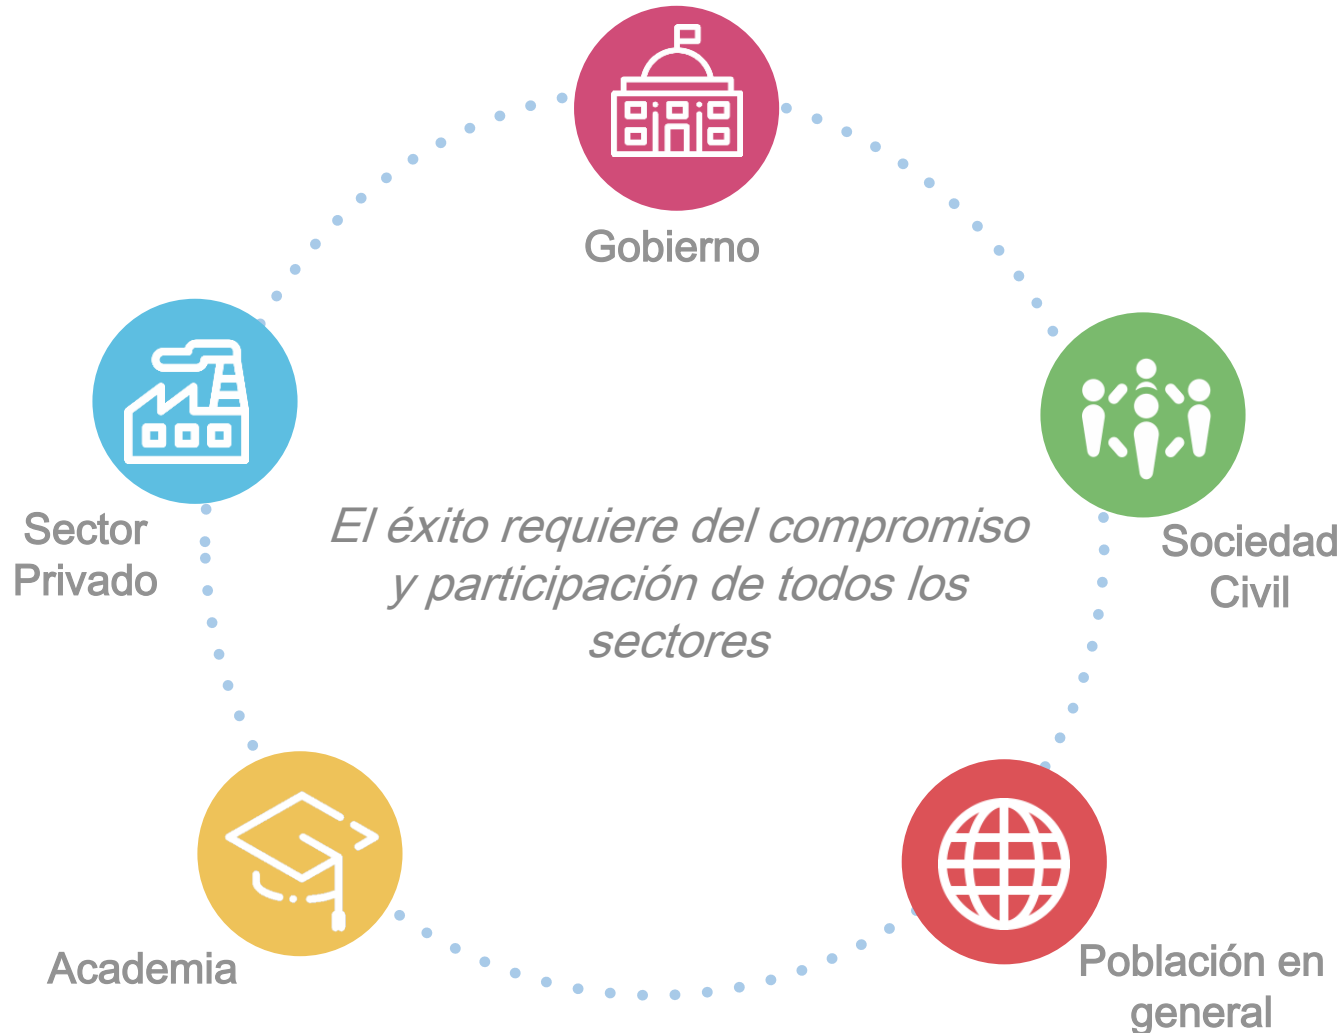 Gobierno
Sector
Privado
El éxito requiere del compromiso
y participación de todos los
sectores
Sociedad
Civil
Academia
Población en
general